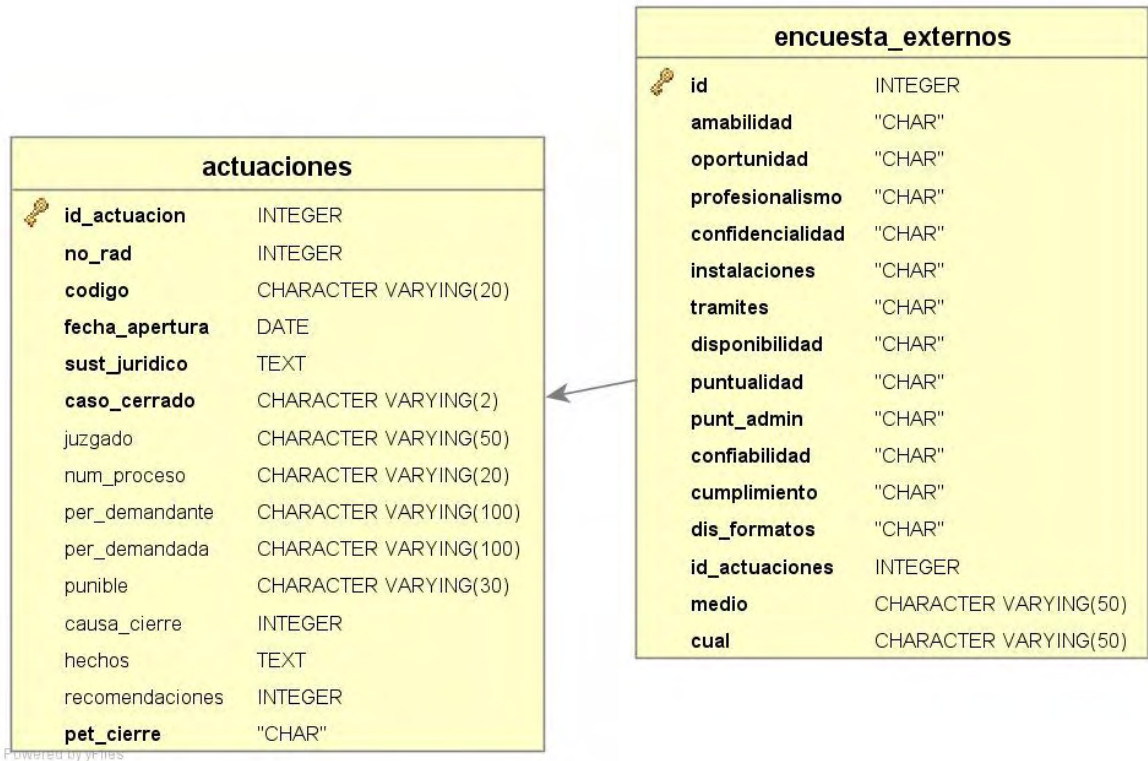 actuaciones
id_actuacion INTEGER
no_rad INTEGER
codigo CHARACTER VARYING(20)
fecha_apertura DATE
sust_juridico TEXT
caso_cerrado CHARACTER VARYING(2)
juzgado CHARACTER VARYING(50)
num_proceso CHARACTER VARYING(20)
per_demandante CHARACTER VARYING(100)
per_demandada CHARACTER VARYING(100)
punible CHARACTER VARYING(30)
causa_cierre INTEGER
hechos TEXT
recomendaciones INTEGER
pet_cierre "CHAR"
Powered by yFiles
encuesta_externos
id INTEGER
amabilidad "CHAR"
oportunidad "CHAR"
profesionalismo "CHAR"
confidencialidad "CHAR"
instalaciones "CHAR"
tramites "CHAR"
disponibilidad "CHAR"
puntualidad "CHAR"
punt_admin "CHAR"
confiabilidad "CHAR"
cumplimiento "CHAR"
dis_formatos "CHAR"
id_actuaciones INTEGER
medio CHARACTER VARYING(50)
cual CHARACTER VARYING(50)